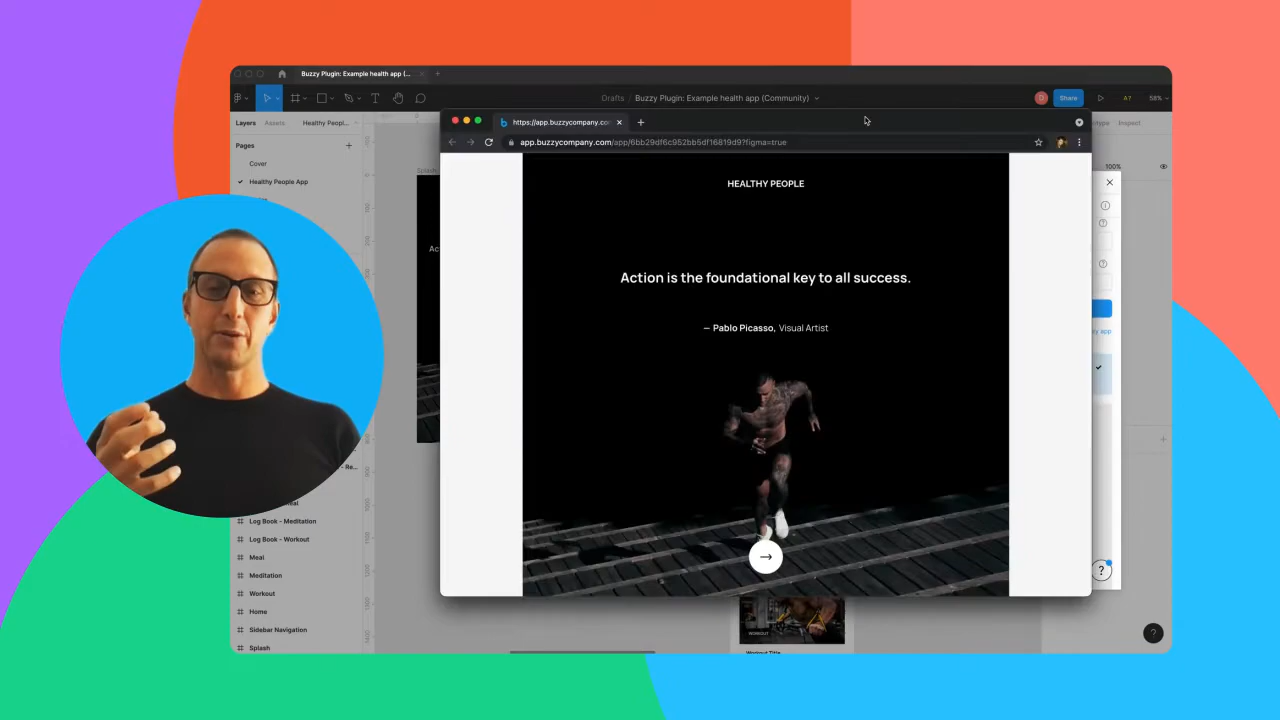 Buzzy Plugin: Example health app (...
Drafts / Buzzy Plugin: Example health app (Community)
Share
A?
58%
Layers
Assets
Healthy Peopl...
Inspect
https://app.buzzycompany.co
app.buzzycompany.com/app/6bb29df6c952bb5df16819d9?figma=true
Pages
Cover
Healthy People App
100%
HEALTHY PEOPLE
Action is the foundational key to all success.
— Pablo Picasso, Visual Artist
Log Book - Meditation
Log Book - Workout
Meal
Meditation
Workout
Home
Sidebar Navigation
Splash
WORKOUT
Workout Title